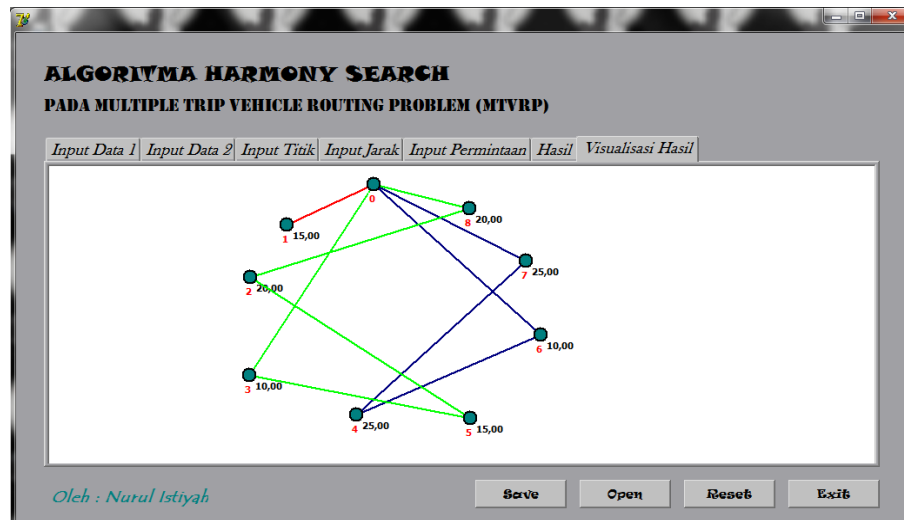 ALGORITMA HARMONY SEARCH
PADA MULTIPLE TRIP VEHICLE ROUTING PROBLEM (MTVRP)
Input Data 1 Input Data 2 Input Titik Input Jarak Input Permintaan Hasil Visualisasi Hasil
0
1 15,00
8 20,00
7 25,00
2 20,00
6 10,00
3 10,00
4 25,00
5 15,00
Oleh : Nurul Istiyah
Save Open Reset Exit